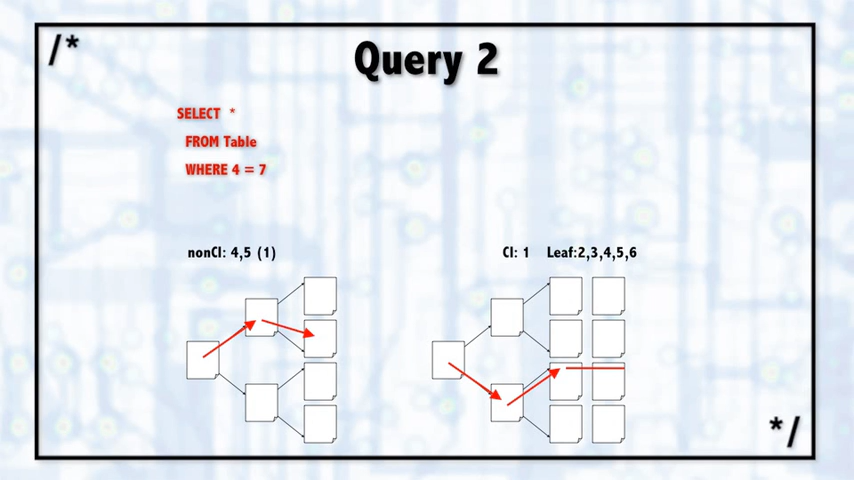 /*
Query 2
SELECT *
FROM Table
WHERE 4 = 7
nonCl: 4,5 (1)
Cl: 1 Leaf:2,3,4,5,6
*/